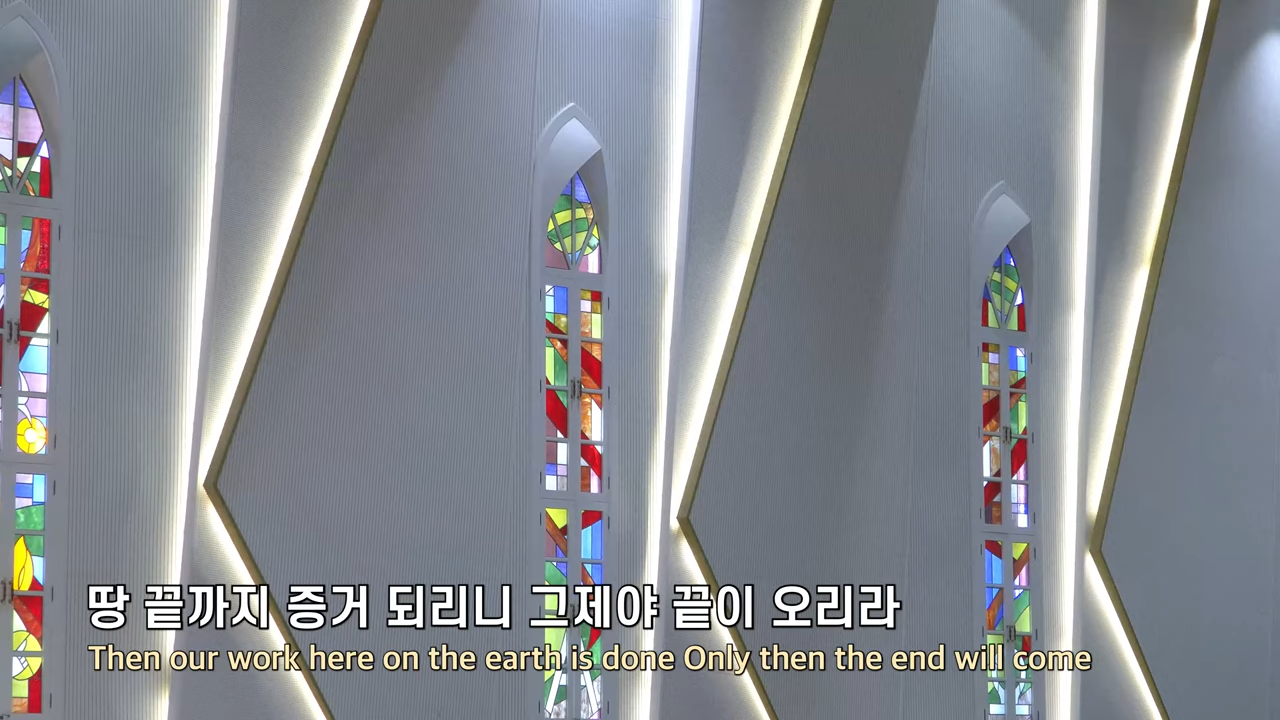 땅 끝까지 증거 되리니 그제야 끝이 오리라
Then our work here on the earth is done Only then the end will come